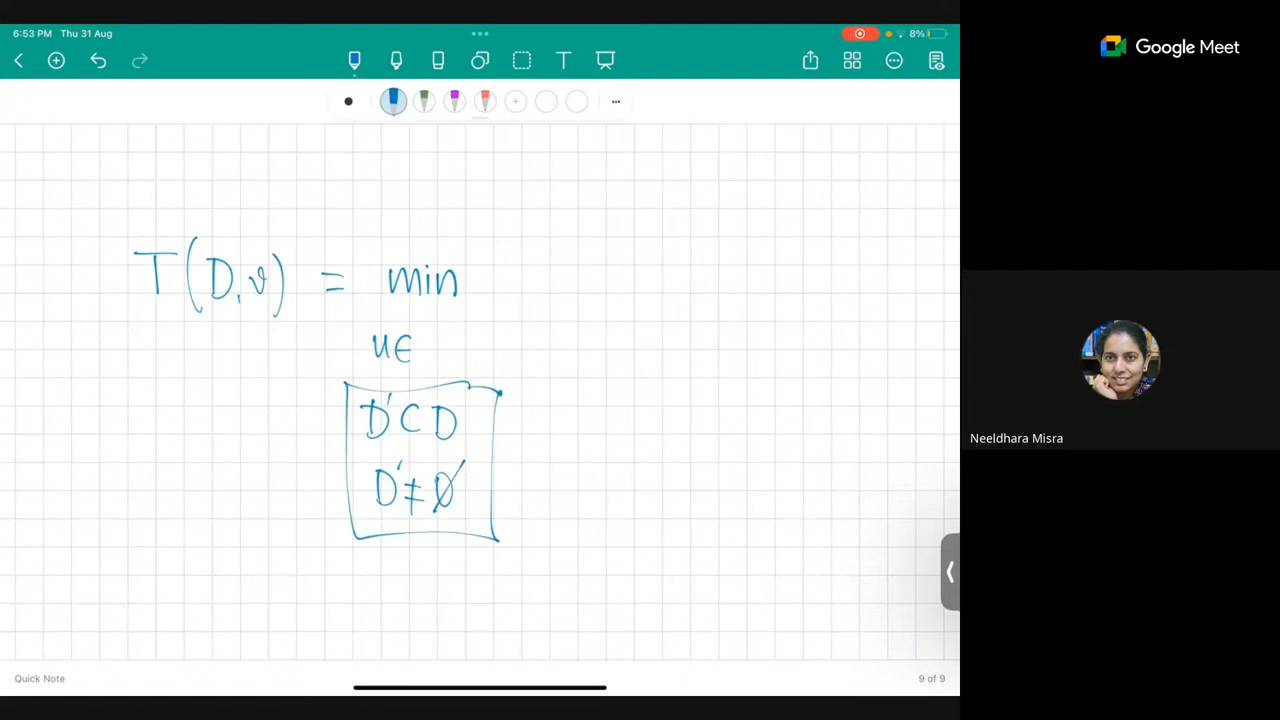 6:53 PM Thu 31 Aug
8%
Google Meet
T(D,v) = min
u∈
D'⊂D
D'≠∅
Neeldhara Misra
Quick Note
9 of 9